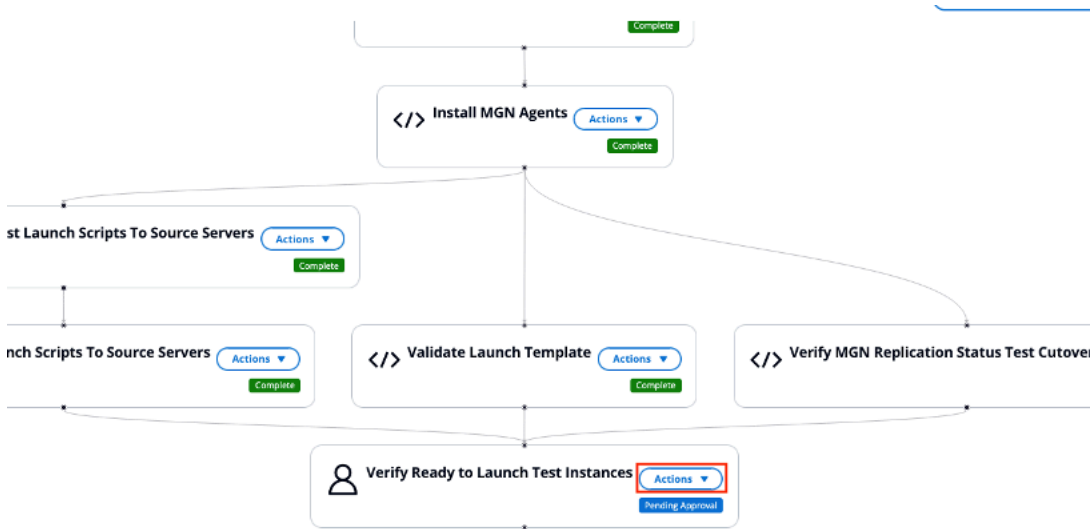 Complete
Install MGN Agents
Actions ▼
Complete
st Launch Scripts To Source Servers
Actions ▼
Complete
nch Scripts To Source Servers
Actions ▼
Complete
Validate Launch Template
Actions ▼
Complete
Verify MGN Replication Status Test Cutover
Verify Ready to Launch Test Instances
Actions ▼
Pending Approval